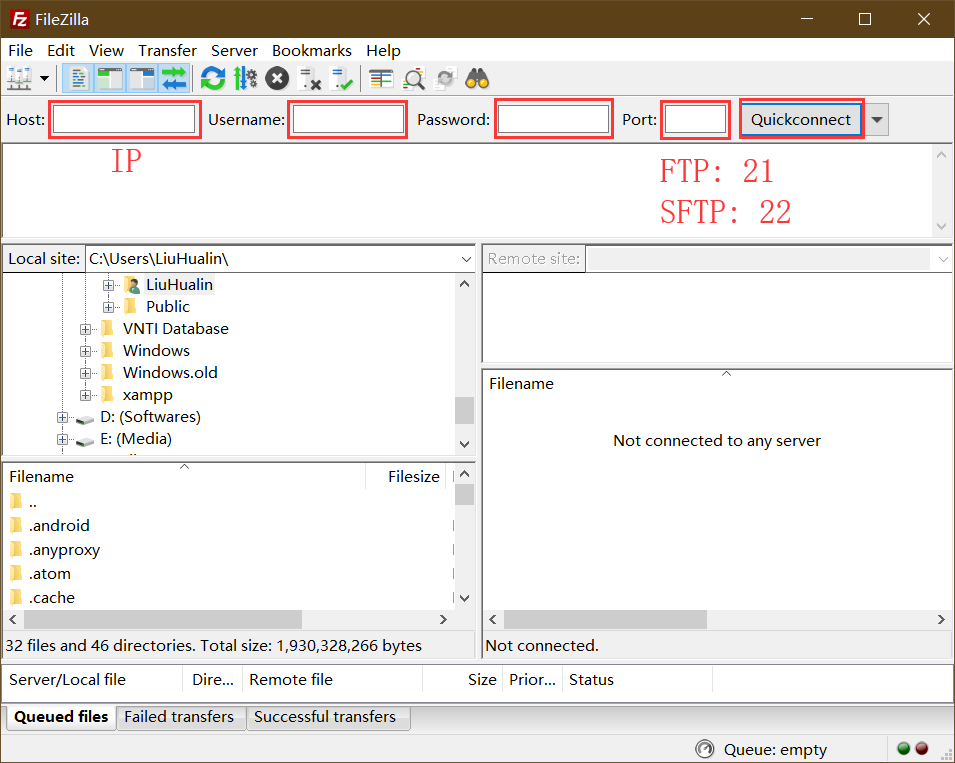 FileZilla
File Edit View Transfer Server Bookmarks Help
Host: Username: Password: Port: Quickconnect
IP
FTP: 21
SFTP: 22
Local site: C:\Users\LiuHualin\
Remote site:
LiuHualin
Public
VNTI Database
Windows
Windows.old
xampp
D: (Softwares)
E: (Media)
Filename Filesize
..
.android
.anyproxy
.atom
.cache
32 files and 46 directories. Total size: 1,930,328,266 bytes
Filename
Not connected to any server
Not connected.
Server/Local file Dire... Remote file Size Prior... Status
Queued files Failed transfers Successful transfers
Queue: empty